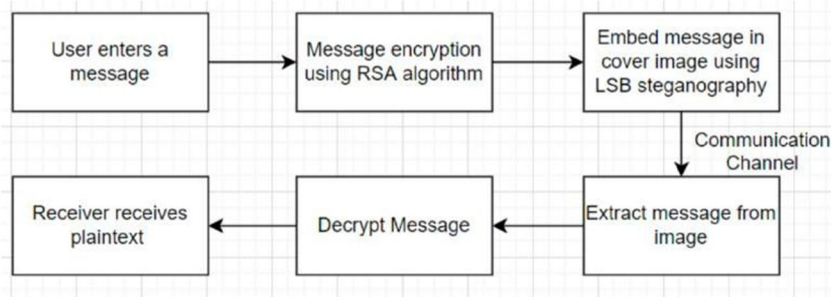 User enters a
message
Message encryption
using RSA algorithm
Embed message in
cover image using
LSB steganography
Communication
Channel
Extract message from
image
Decrypt Message
Receiver receives
plaintext